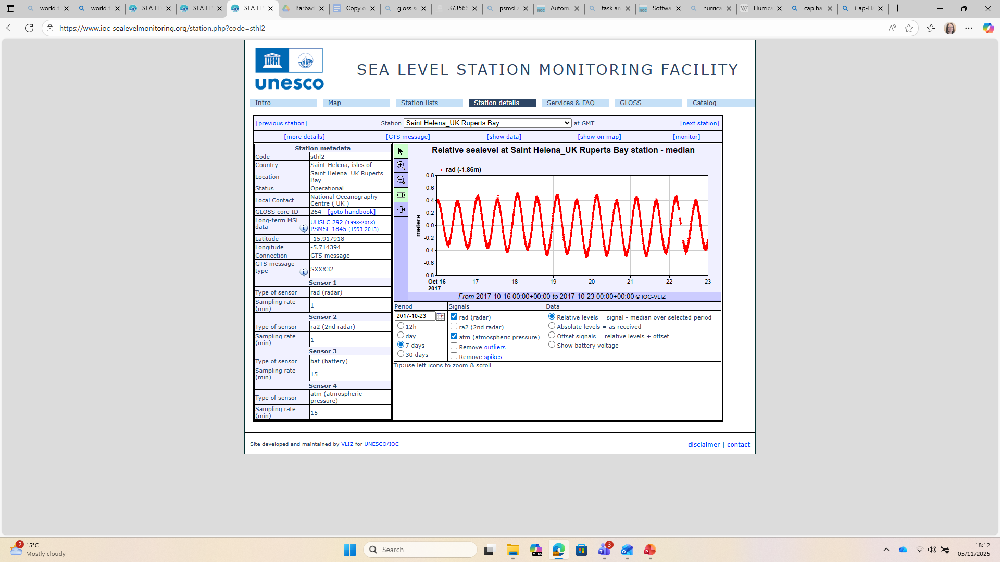 world t
world t
SEA LE
SEA LE
SEA LE
Barbad
Copy o
gloss s
37356
psmsl
Autom
task an
Softwa
hurrica
Hurric
cap ha
Cap-H
https://www.ioc-sealevelmonitoring.org/station.php?code=sthl2
unesco
SEA LEVEL STATION MONITORING FACILITY
Intro Map Station lists Station details Services & FAQ GLOSS Catalog
[previous station] Station Saint Helena_UK Ruperts Bay at GMT [next station]
[more details] [GTS message] [show data] [show on map] [monitor]
Station metadata
Code sthl2
Country Saint-Helena, isles of
Location Saint Helena_UK Ruperts
Bay
Status Operational
Local Contact National Oceanography
Centre ( UK )
GLOSS core ID 264 [goto handbook]
Long-term MSL
data
UHSLC 292 (1993-2013)
PSMSL 1845 (1993-2013)
Latitude -15.917918
Longitude -5.714394
Connection GTS message
GTS message
type
SXXX32
Sensor 1
Type of sensor rad (radar)
Sampling rate
(min)
1
Sensor 2
Type of sensor ra2 (2nd radar)
Sampling rate
(min)
1
Sensor 3
Type of sensor bat (battery)
Sampling rate
(min)
15
Sensor 4
Type of sensor atm (atmospheric
pressure)
Sampling rate
(min)
15
Relative sealevel at Saint Helena_UK Ruperts Bay station - median
rad (-1.86m)
meters
0.8
0.6
0.4
0.2
0.0
-0.2
-0.4
-0.6
-0.8
Oct 16 17 18 19 20 21 22 23
2017
From 2017-10-16 00:00+00:00 to 2017-10-23 00:00+00:00 © IOC-VLIZ
Period
2017-10-23
12h
day
7 days
30 days
Signals
rad (radar)
ra2 (2nd radar)
atm (atmospheric pressure)
Remove outliers
Remove spikes
Data
Relative levels = signal - median over selected period
Absolute levels = as received
Offset signals = relative levels + offset
Show battery voltage
Tip:use left icons to zoom & scroll
Site developed and maintained by VLIZ for UNESCO/IOC
disclaimer | contact
2
15°C
Mostly cloudy
Search
M365
3
18:12
05/11/2025